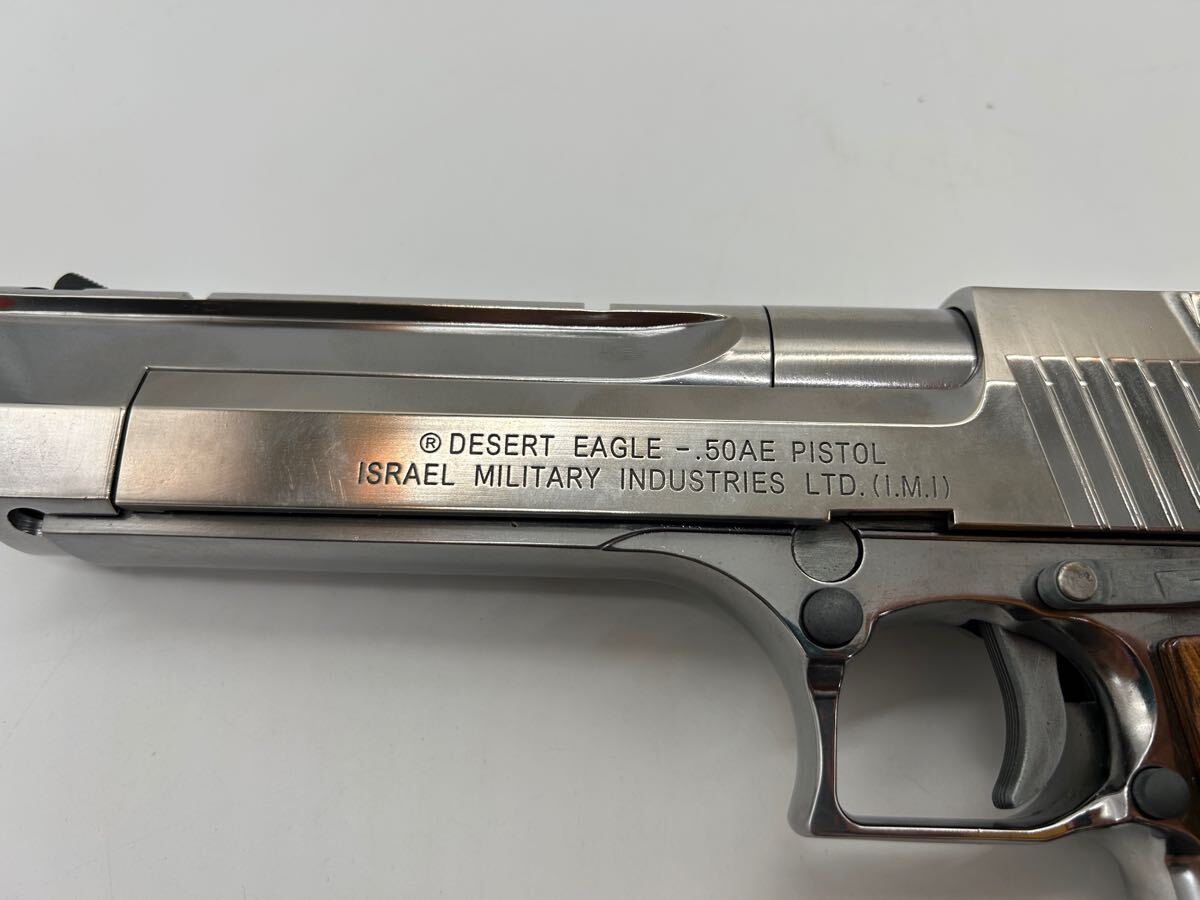 ® DESERT EAGLE -.50AE PISTOL
ISRAEL MILITARY INDUSTRIES LTD.(I.M.I)